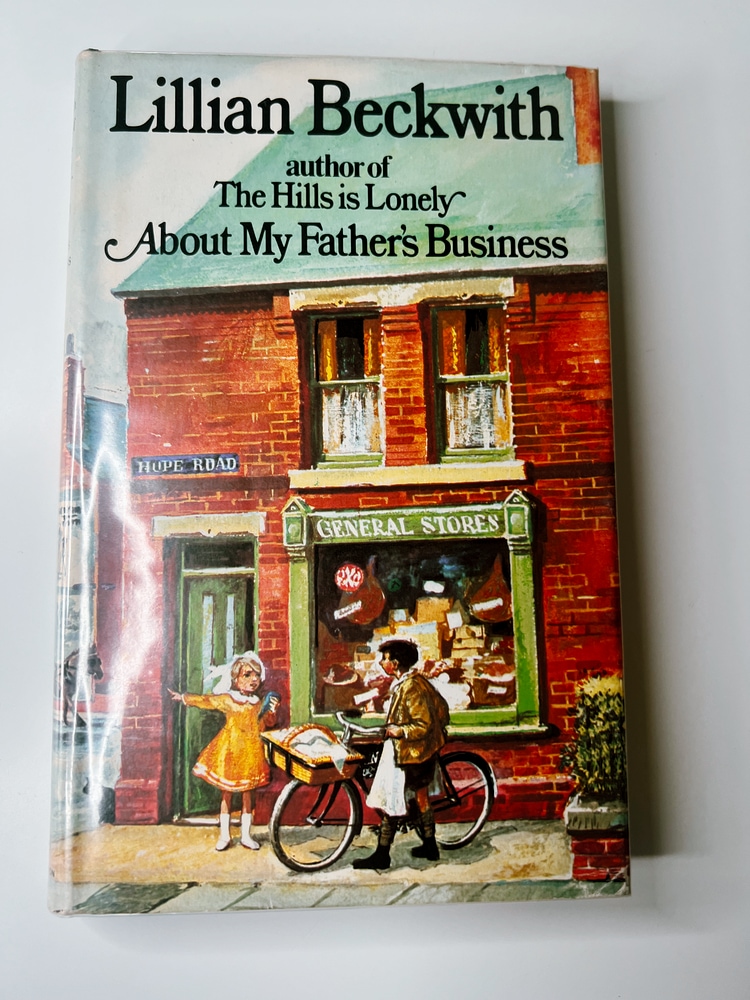 Lillian Beckwith
author of
The Hills is Lonely
About My Father's Business
HOPE ROAD
GENERAL STORES
OXO